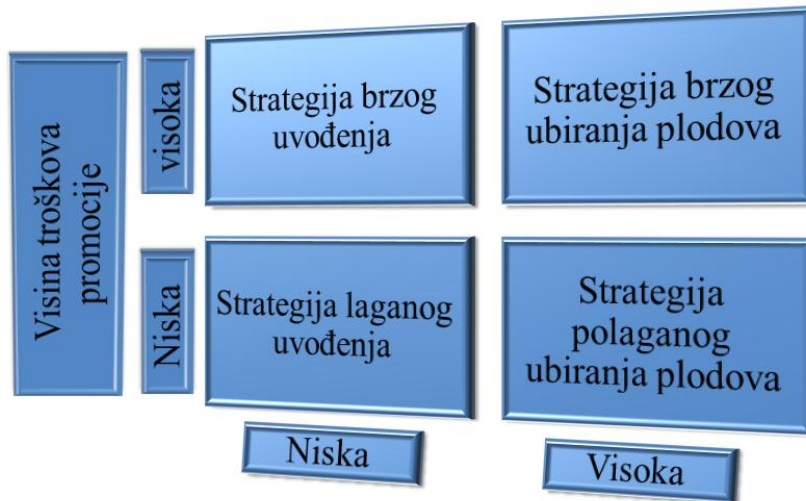 Visina troškova
promocije
visoka
Strategija brzog
uvođenja
Strategija brzog
ubiranja plodova
Niska
Strategija laganog
uvođenja
Strategija
polaganog
ubiranja plodova
Niska
Visoka